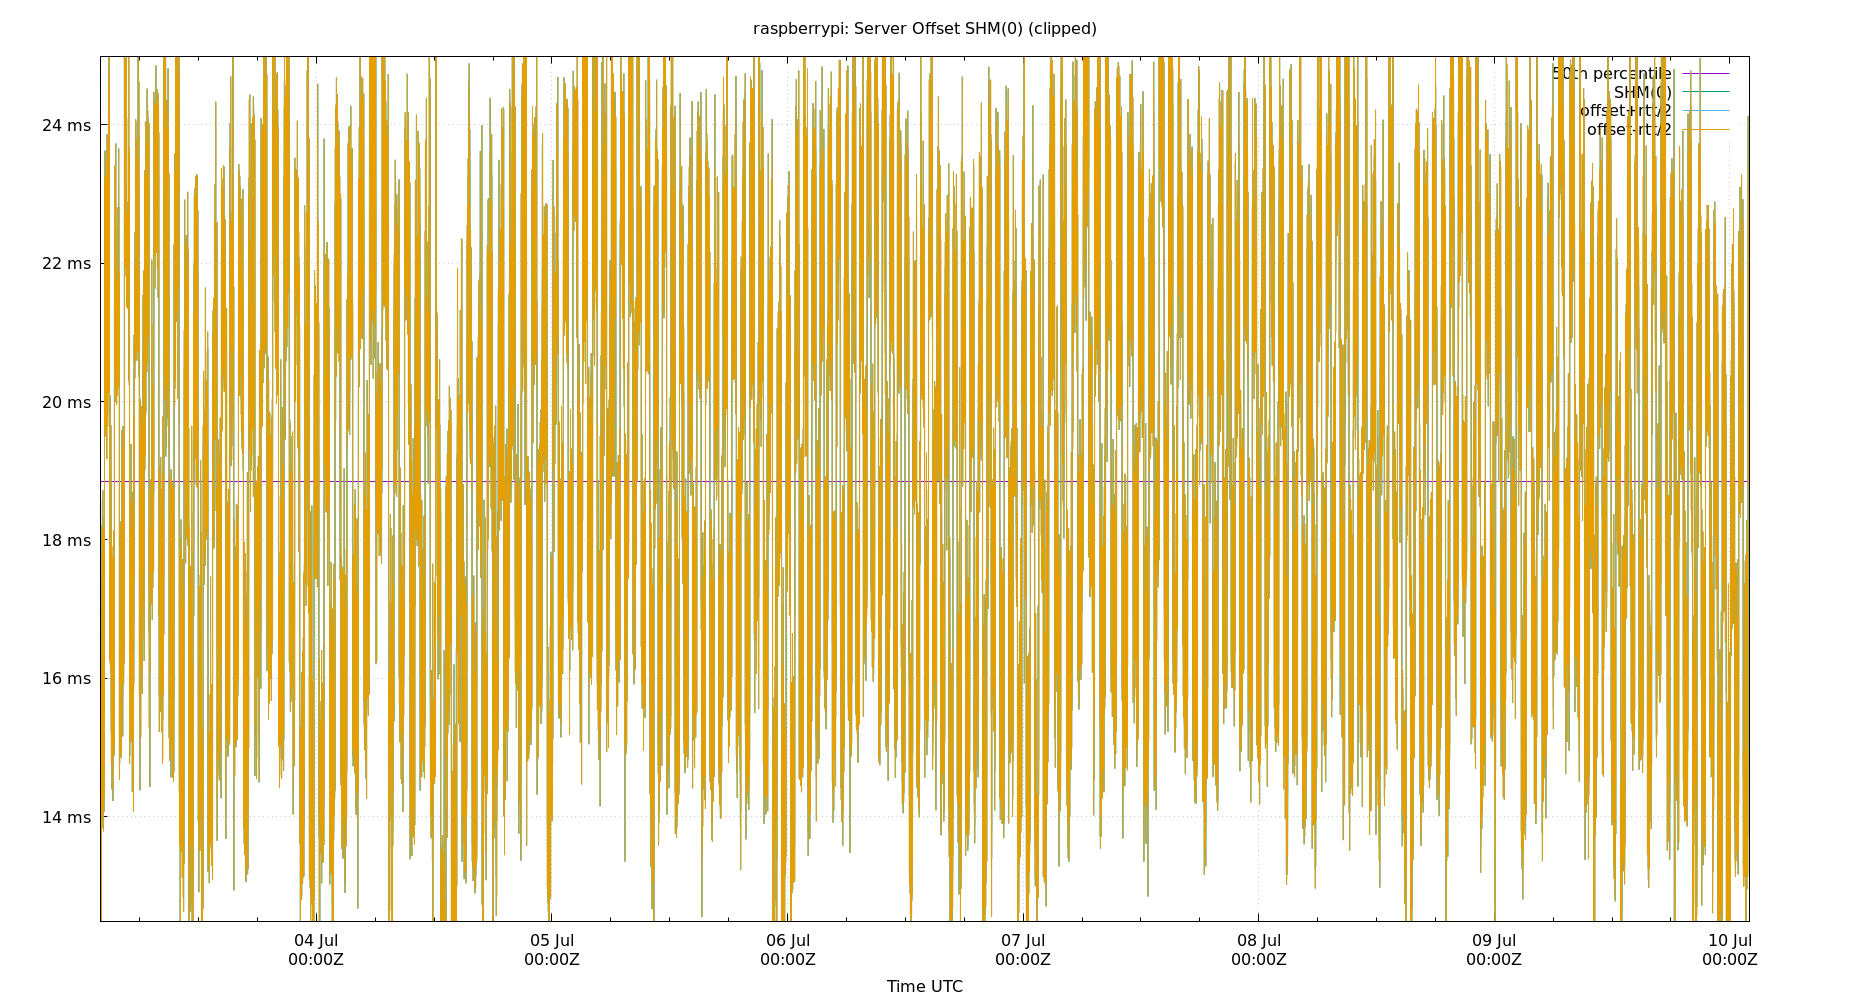 raspberrypi: Server Offset SHM(0) (clipped)
50th percentile
SHM(0)
offset+rtt/2
offset-rtt/2
24 ms
22 ms
20 ms
18 ms
16 ms
14 ms
04 Jul 05 Jul 06 Jul 07 Jul 08 Jul 09 Jul 10 Jul
00:00Z 00:00Z 00:00Z 00:00Z 00:00Z 00:00Z 00:00Z
Time UTC